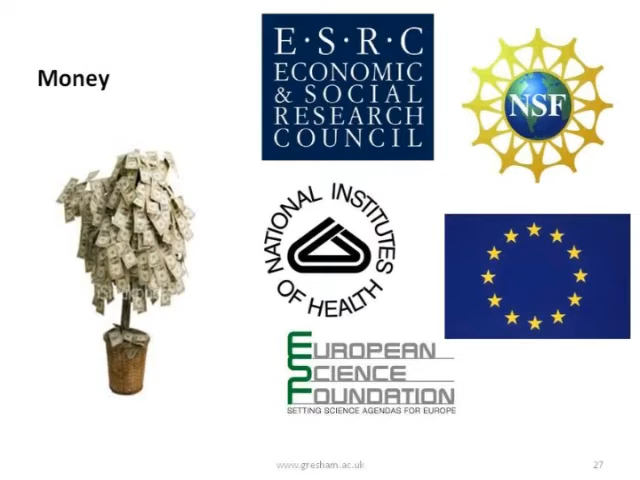 Money
E·S·R·C
ECONOMIC
& SOCIAL
RESEARCH
COUNCIL
NSF
NATIONAL INSTITUTES
OF HEALTH
EUROPEAN
SCIENCE
FOUNDATION
SETTING SCIENCE AGENDAS FOR EUROPE
www.gresham.ac.uk
27